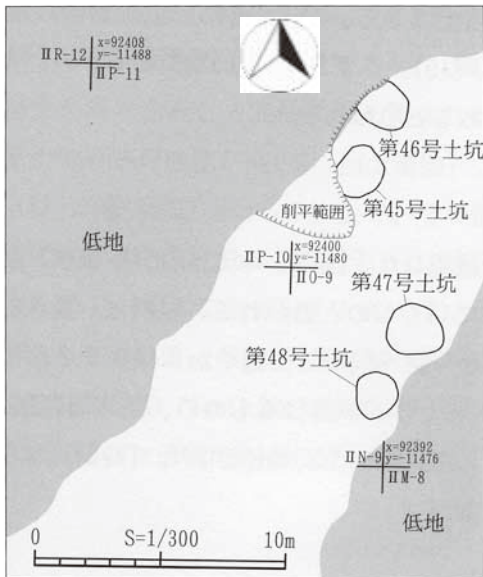 x=92408
ⅡR-12 y=-11488
ⅡP-11
第46号土坑
第45号土坑
削平範囲
低地
x=92400
ⅡP-10 y=-11480
ⅡO-9
第47号土坑
第48号土坑
x=92392
ⅡN-9 y=-11476
ⅡM-8
低地
0 S=1/300 10m